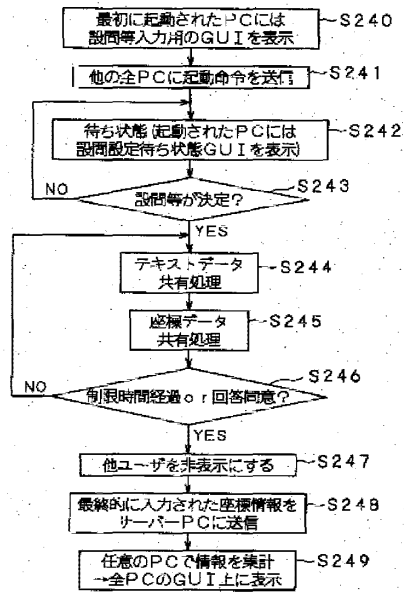 最初に起動されたPCには
設問等入力用のGUIを表示
S240
他の全PCに起動命令を送信
S241
待ち状態(起動されたPCには
設問設定待ち状態GUIを表示)
S242
NO
設問等が決定?
S243
YES
テキストデータ
共有処理
S244
座標データ
共有処理
S245
NO
制限時間経過or回答同意?
S246
YES
他ユーザを非表示にする
S247
最終的に入力された座標情報を
サーバーPCに送信
S248
任意のPCで情報を集計
→全PCのGUI上に表示
S249